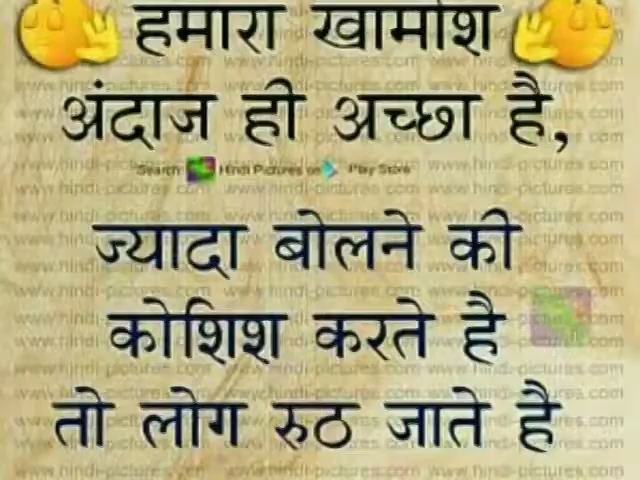 हमारा खामोश
अंदाज ही अच्छा है,
Search Hindi Pictures on Play Store
ज्यादा बोलने की
कोशिश करते है
तो लोग रुठ जाते है
www.hindi-pictures.com